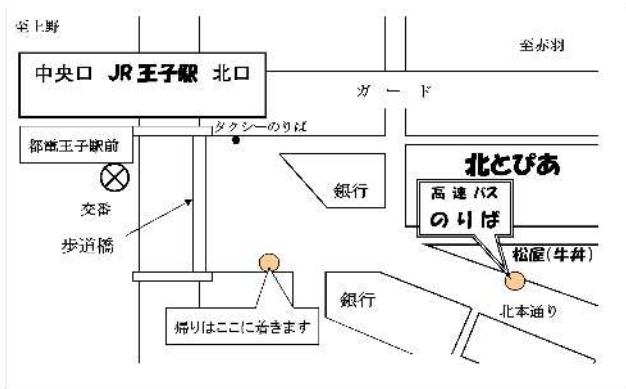 至上野
至赤羽
中央口 JR王子駅 北口
ガード
タクシーのりば
都電王子駅前
北とぴあ
銀行
高速バス
のりば
交番
歩道橋
松屋(牛丼)
銀行
北本通り
帰りはここに着きます